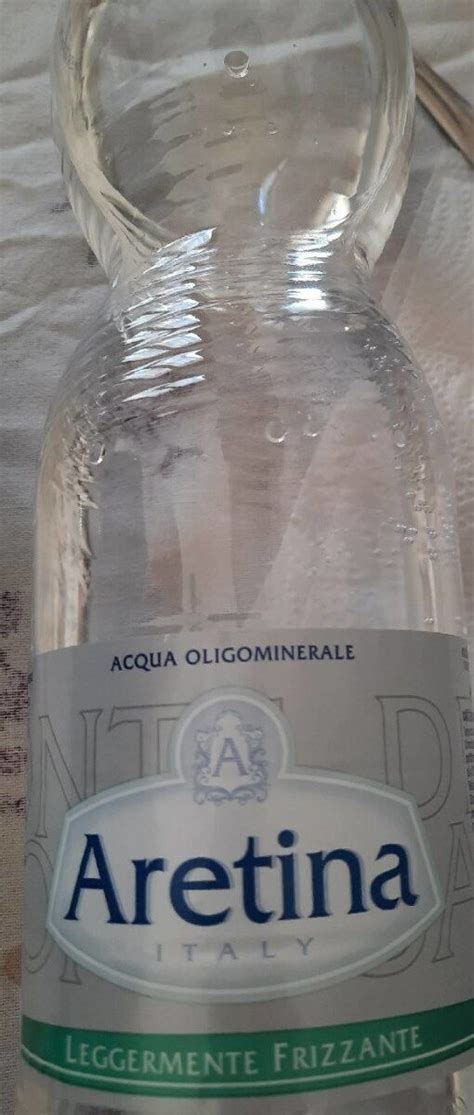 ACQUA OLIGOMINERALE
A
Aretina
ITALY
LEGGERMENTE FRIZZANTE